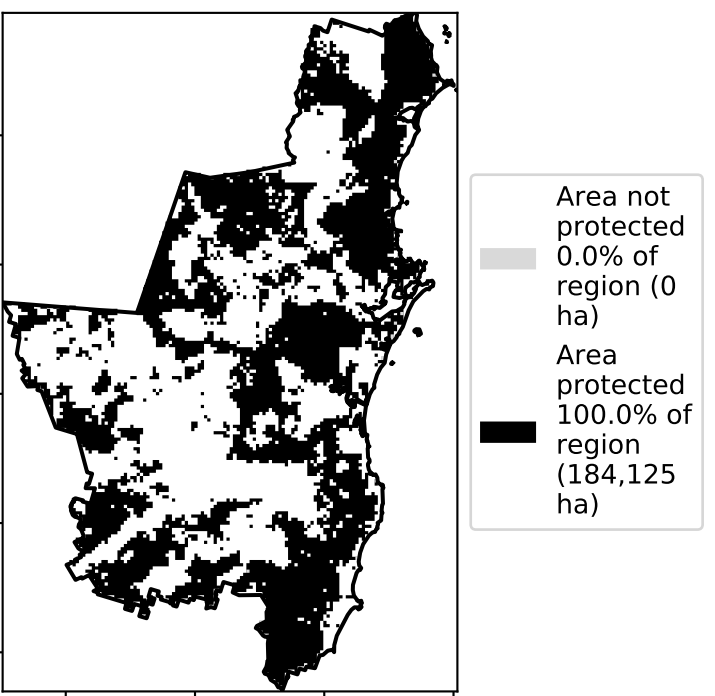 Area not
protected
0.0% of
region (0
ha)
Area
protected
100.0% of
region
(184,125
ha)